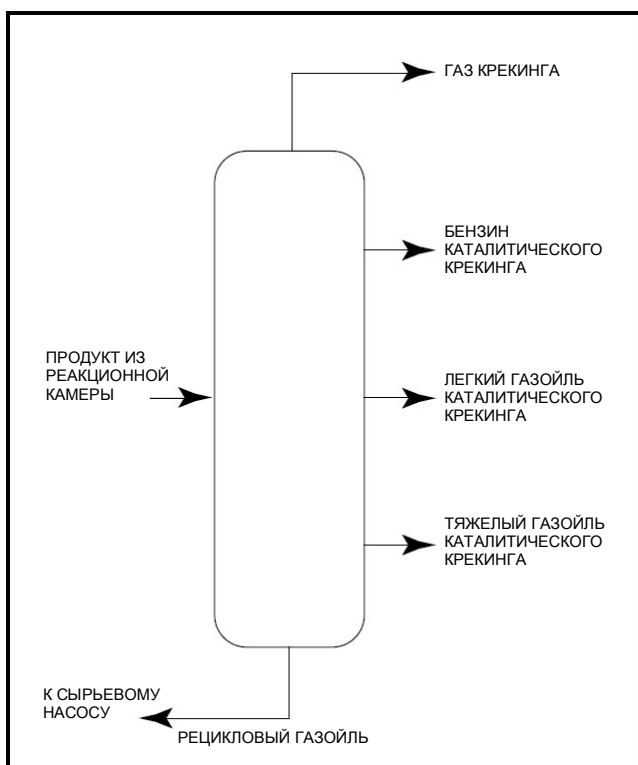 ГАЗ КРЕКИНГА
БЕНЗИН
КАТАЛИТИЧЕСКОГО
КРЕКИНГА
ПРОДУКТ ИЗ
РЕАКЦИОННОЙ
КАМЕРЫ
ЛЕГКИЙ ГАЗОЙЛЬ
КАТАЛИТИЧЕСКОГО
КРЕКИНГА
ТЯЖЕЛЫЙ ГАЗОЙЛЬ
КАТАЛИТИЧЕСКОГО
КРЕКИНГА
К СЫРЬЕВОМУ
НАСОСУ
РЕЦИКЛОВЫЙ ГАЗОЙЛЬ